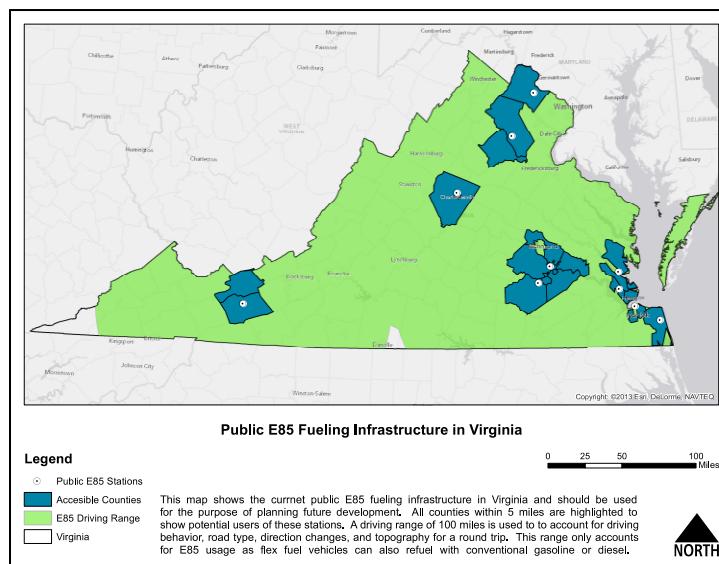 Morgantown
Cumberland
Hagerstown
Chillicothe
Athens
Parkersburg
Fairmont
Clarksburg
Martinsburg
Frederick
MARYLAND
Winchester
Germantown
Dover
Washington
Annapolis
Portsmouth
WEST
Virginia
DELAWARE
Dale City
Huntington
Charleston
Harrisonburg
California
Salisbury
Fredericksburg
Staunton
Charlottesville
Richmond
Lynchburg
Blacksburg
Roanoke
Norfolk
Kingsport
Bristol
Danville
Johnson City
Morristown
Winston-Salem
Copyright: ©2013 Esri, DeLorme, NAVTEQ
Public E85 Fueling Infrastructure in Virginia
Legend
Public E85 Stations
Accesible Counties
E85 Driving Range
Virginia
0 25 50 100
Miles
This map shows the currnet public E85 fueling infrastructure in Virginia and should be used
for the purpose of planning future development. All counties within 5 miles are highlighted to
show potential users of these stations. A driving range of 100 miles is used to to account for driving
behavior, road type, direction changes, and topography for a round trip. This range only accounts
for E85 usage as flex fuel vehicles can also refuel with conventional gasoline or diesel.
NORTH